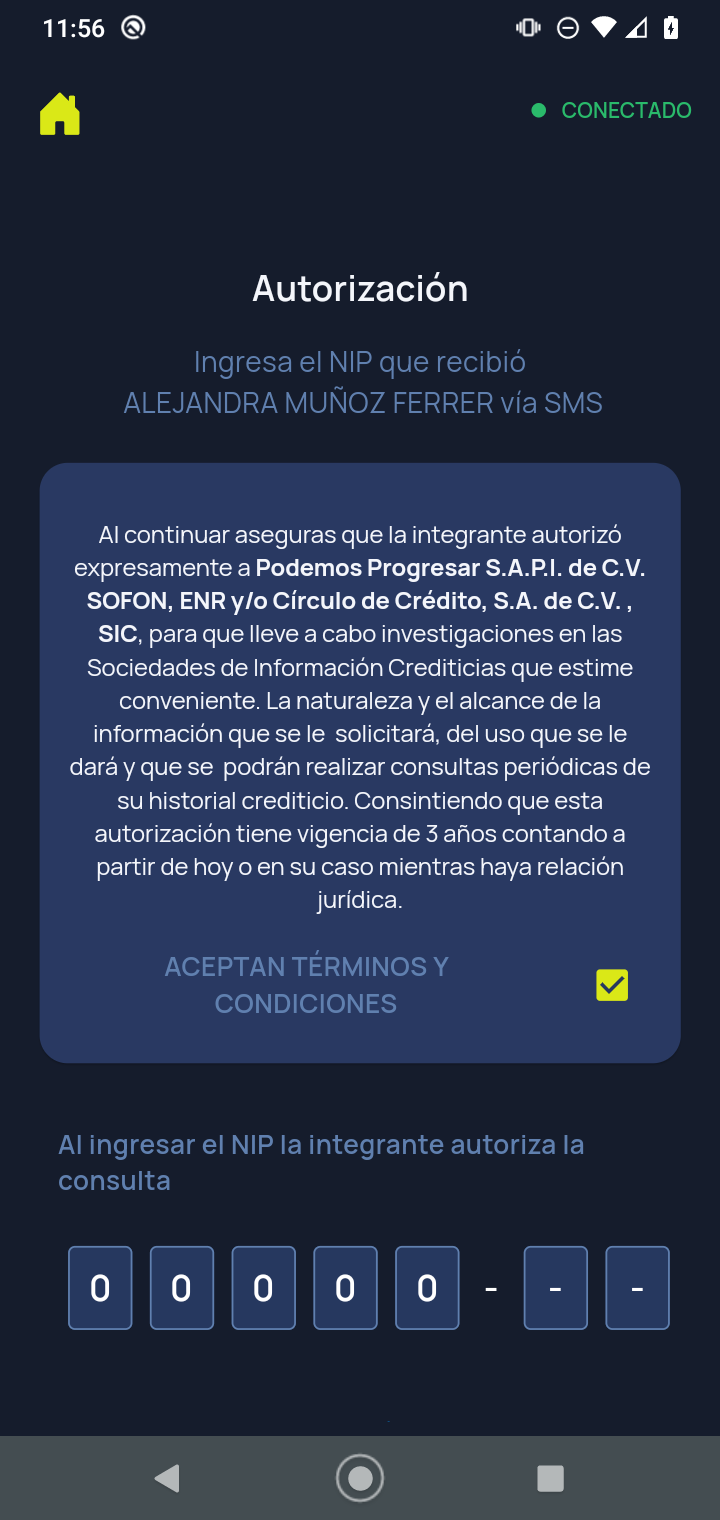 11:56
CONECTADO
Autorización
Ingresa el NIP que recibió
ALEJANDRA MUÑOZ FERRER vía SMS
Al continuar aseguras que la integrante autorizó
expresamente a Podemos Progresar S.A.P.I. de C.V.
SOFON, ENR y/o Círculo de Crédito, S.A. de C.V. ,
SIC, para que lleve a cabo investigaciones en las
Sociedades de Información Crediticias que estime
conveniente. La naturaleza y el alcance de la
información que se le  solicitará, del uso que se le
dará y que se  podrán realizar consultas periódicas de
su historial crediticio. Consintiendo que esta
autorización tiene vigencia de 3 años contando a
partir de hoy o en su caso mientras haya relación
jurídica.
ACEPTAN TÉRMINOS Y
CONDICIONES
Al ingresar el NIP la integrante autoriza la
consulta
0 0 0 0 0 - - -